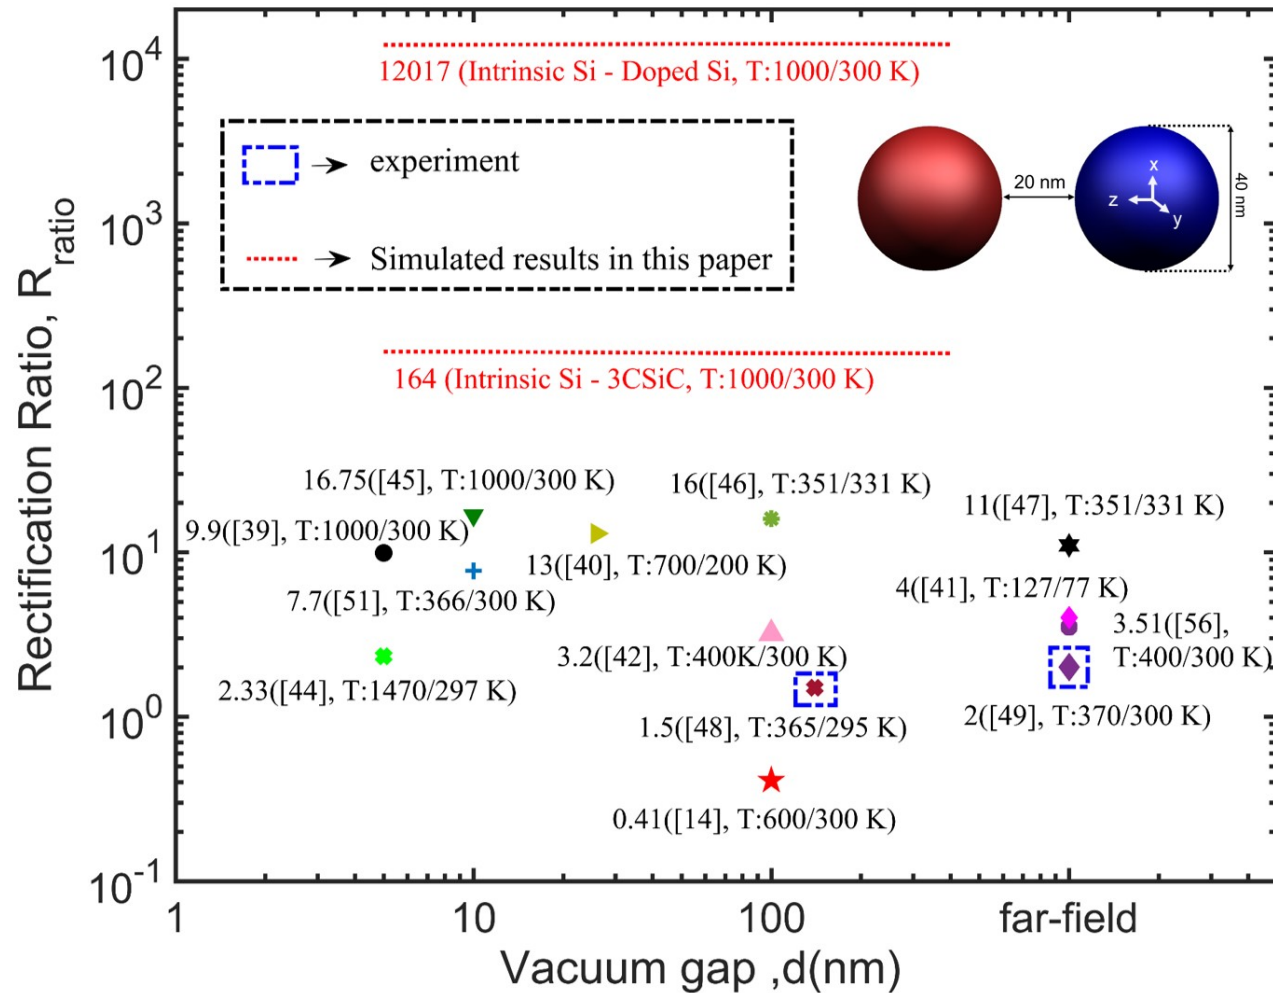 10^4
12017 (Intrinsic Si - Doped Si, T:1000/300 K)
experiment
Simulated results in this paper
20 nm
40 nm
x
z
y
10^3
164 (Intrinsic Si - 3CSiC, T:1000/300 K)
10^2
16.75([45], T:1000/300 K)
16([46], T:351/331 K)
11([47], T:351/331 K)
9.9([39], T:1000/300 K)
10^1
13([40], T:700/200 K)
4([41], T:127/77 K)
7.7([51], T:366/300 K)
3.51([56],
T:400/300 K)
3.2([42], T:400K/300 K)
2.33([44], T:1470/297 K)
10^0
1.5([48], T:365/295 K)
2([49], T:370/300 K)
0.41([14], T:600/300 K)
10^-1
Rectification Ratio, R_ratio
1
10
100
far-field
Vacuum gap ,d(nm)